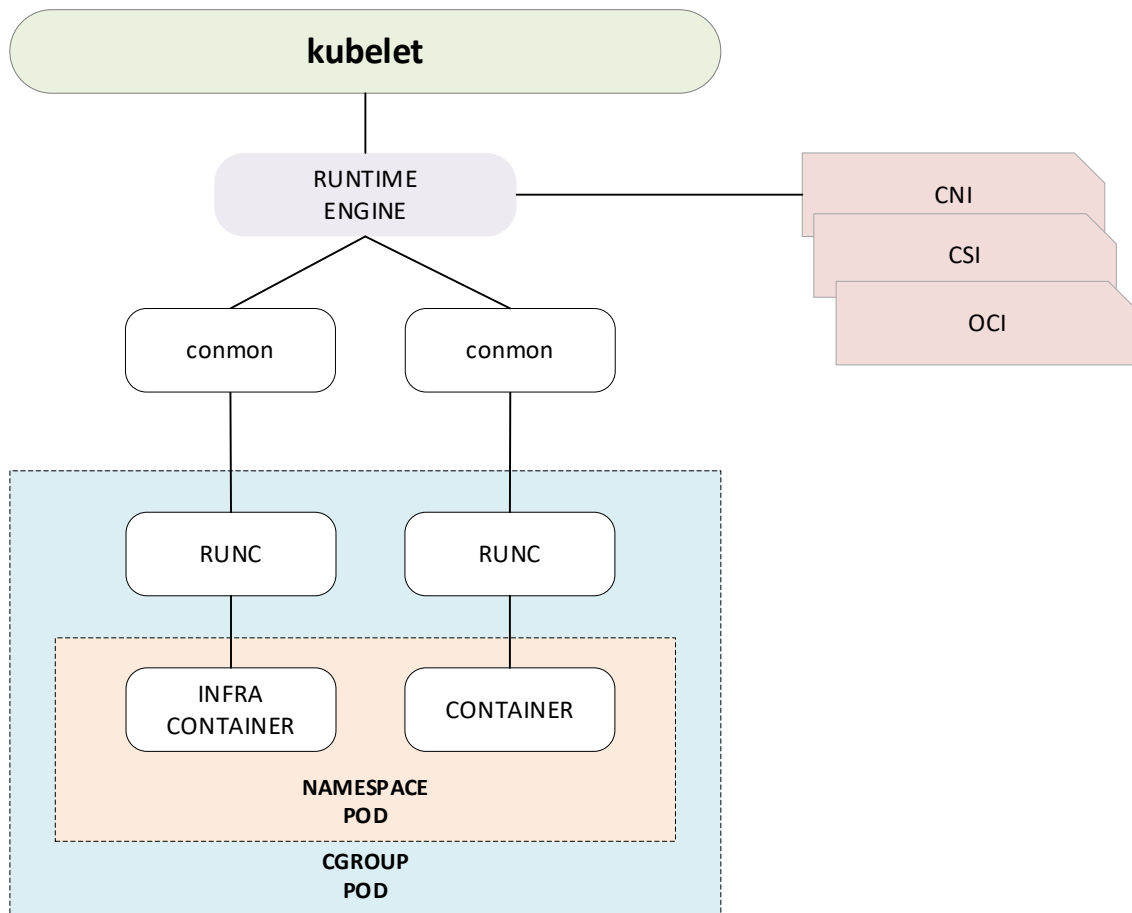 kubelet
RUNTIME
ENGINE
CNI
CSI
OCI
conmon
conmon
RUNC
RUNC
INFRA
CONTAINER
CONTAINER
NAMESPACE
POD
CGROUP
POD